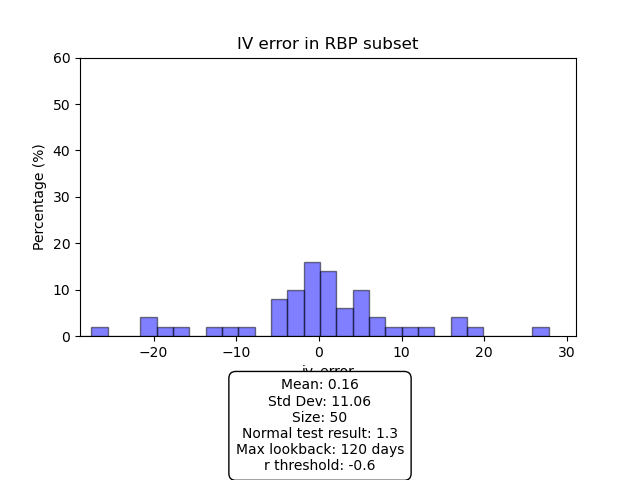 IV error in RBP subset
60
50
40
30
20
10
0
Percentage (%)
−20 −10 0 10 20 30
Mean: 0.16
Std Dev: 11.06
Size: 50
Normal test result: 1.3
Max lookback: 120 days
r threshold: -0.6